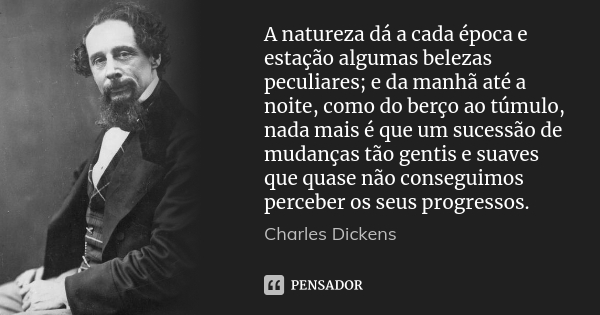 A natureza dá a cada época e
estação algumas belezas
peculiares; e da manhã até a
noite, como do berço ao túmulo,
nada mais é que um sucessão de
mudanças tão gentis e suaves
que quase não conseguimos
perceber os seus progressos.
Charles Dickens
PENSADOR